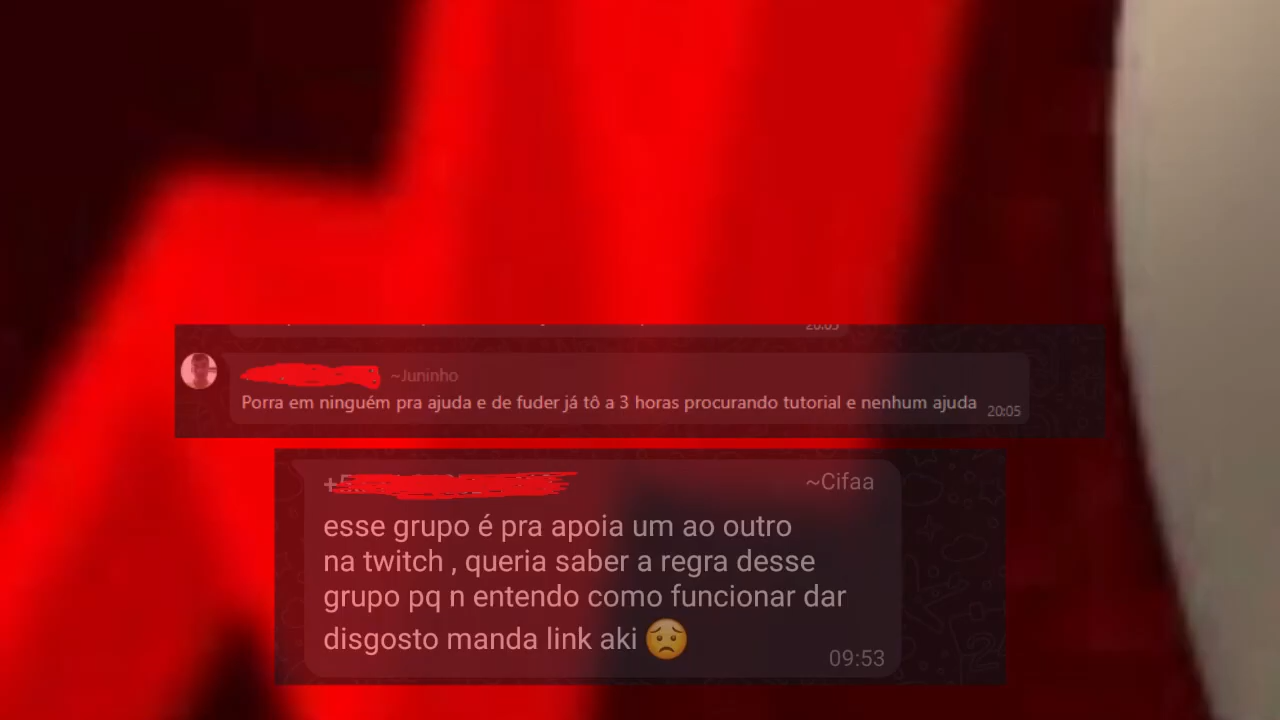 20:05
~Juninho
Porra em ninguém pra ajuda e de fuder já tô a 3 horas procurando tutorial e nenhum ajuda
20:05
~Cifaa
esse grupo é pra apoia um ao outro
na twitch , queria saber a regra desse
grupo pq n entendo como funcionar dar
disgosto manda link aki 😟
09:53